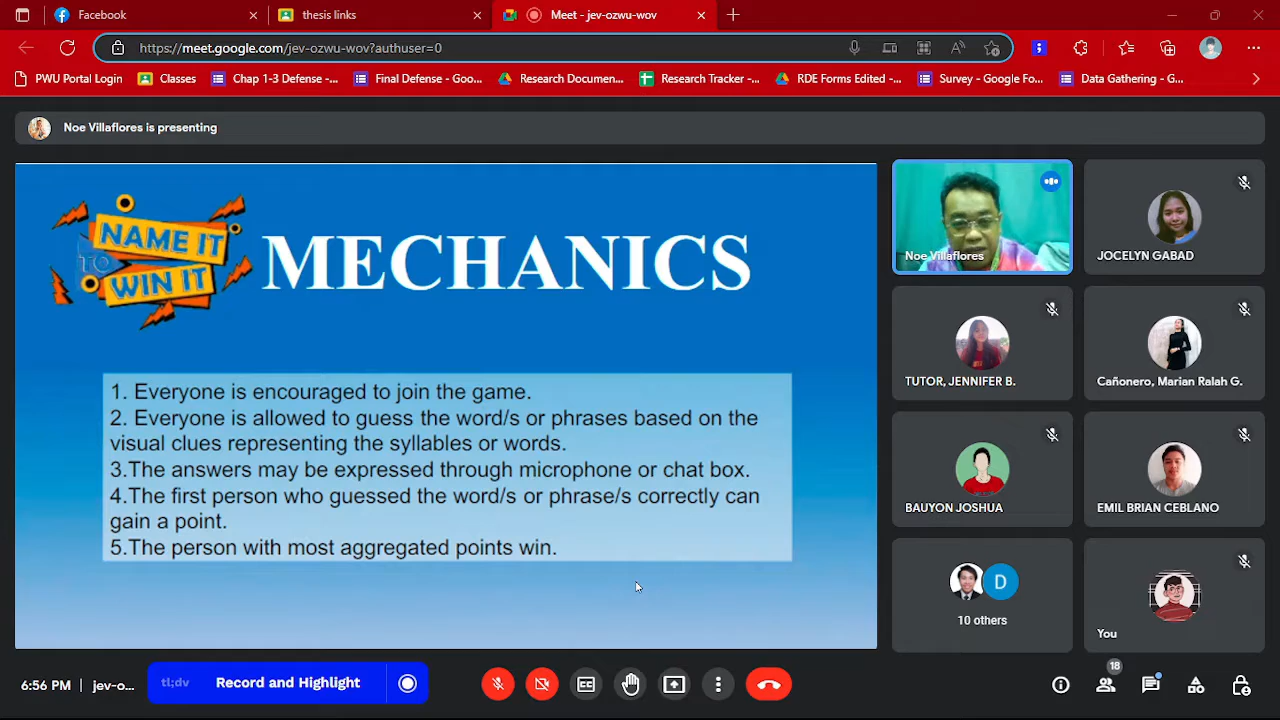 Facebook
thesis links
Meet - jev-ozwu-wov
https://meet.google.com/jev-ozwu-wov?authuser=0
PWU Portal Login
Classes
Chap 1-3 Defense -...
Final Defense - Goo...
Research Documen...
Research Tracker -...
RDE Forms Edited -...
Survey - Google Fo...
Data Gathering - G...
Noe Villaflores is presenting
NAME IT
TO
WIN IT
MECHANICS
1. Everyone is encouraged to join the game.
2. Everyone is allowed to guess the word/s or phrases based on the
visual clues representing the syllables or words.
3.The answers may be expressed through microphone or chat box.
4.The first person who guessed the word/s or phrase/s correctly can
gain a point.
5.The person with most aggregated points win.
Noe Villaflores
JOCELYN GABAD
TUTOR, JENNIFER B.
Cañonero, Marian Ralah G.
BAUYON JOSHUA
EMIL BRIAN CEBLANO
D
10 others
You
6:56 PM
jev-o...
tl;dv
Record and Highlight
18